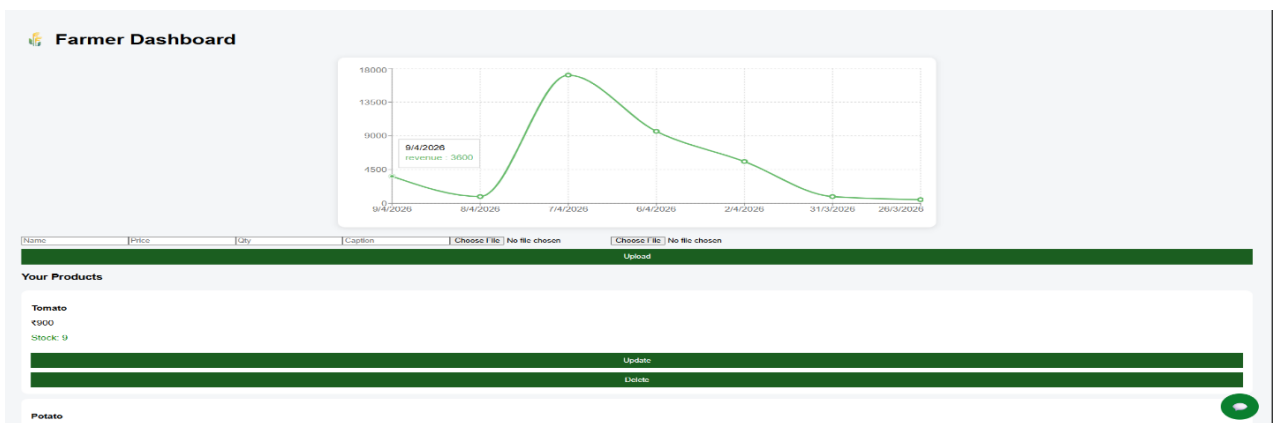 Farmer Dashboard
18000
13500
9000
4500
0
9/4/2026
revenue : 3600
9/4/2026 8/4/2026 7/4/2026 6/4/2026 2/4/2026 31/3/2026 26/3/2026
Name Price Qty Caption Choose File No file chosen Choose File No file chosen
Upload
Your Products
Tomato
₹900
Stock: 9
Update
Delete
Potato